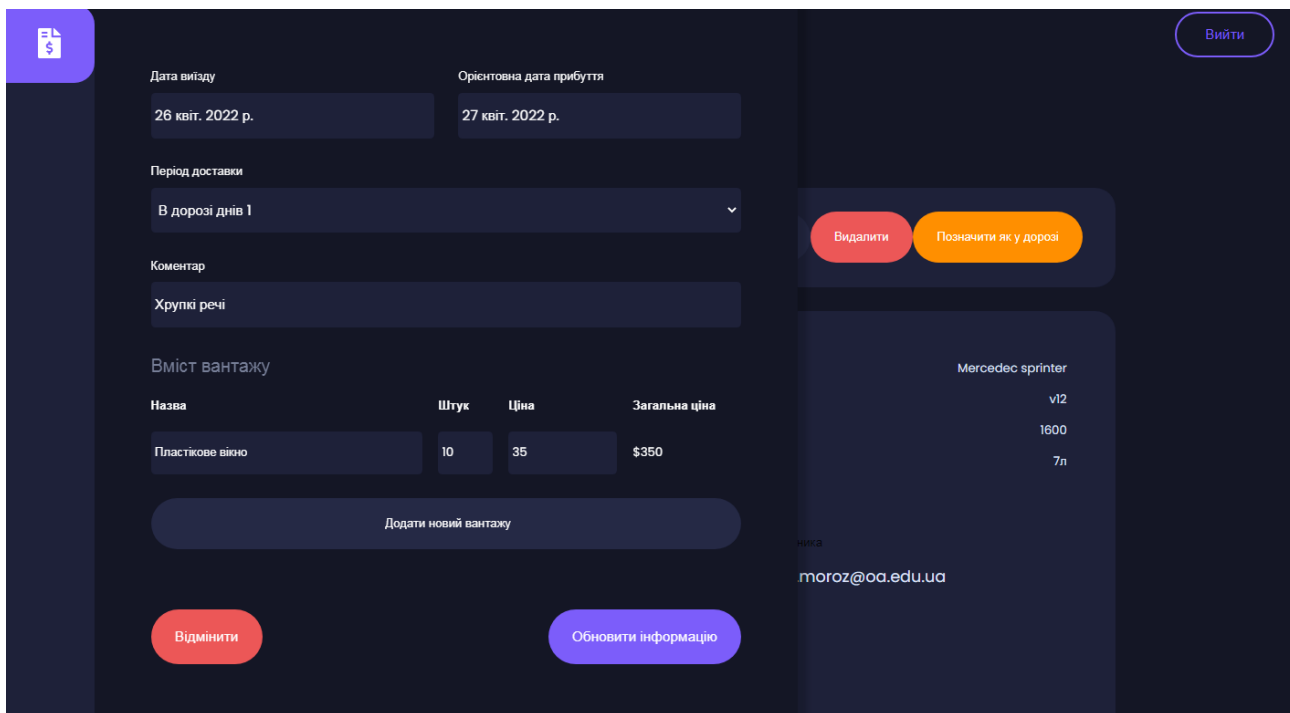 Вийти
Дата виїзду Орієнтовна дата прибуття
26 квіт. 2022 р. 27 квіт. 2022 р.
Період доставки
В дорозі днів 1
Видалити Позначити як у дорозі
Коментар
Хрупкі речі
Вміст вантажу
Mercedec sprinter
Назва Штук Ціна Загальна ціна
v12
1600
Пластікове вікно 10 35 $350
7л
Додати новий вантажу
ника
.moroz@oa.edu.ua
Відмінити Обновити інформацію